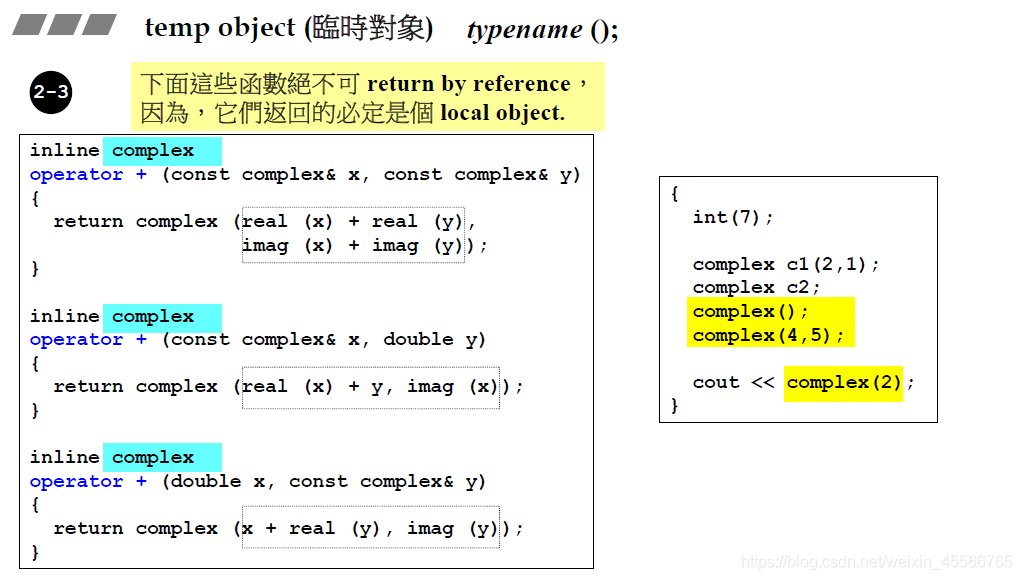 temp object (臨時對象) typename ();
2-3
下面這些函數絕不可 return by reference，
因為，它們返回的必定是個 local object.
inline complex
operator + (const complex& x, const complex& y)
{
  return complex (real (x) + real (y),
                  imag (x) + imag (y));
}
inline complex
operator + (const complex& x, double y)
{
  return complex (real (x) + y, imag (x));
}
inline complex
operator + (double x, const complex& y)
{
  return complex (x + real (y), imag (y));
}
{
  int(7);
  complex c1(2,1);
  complex c2;
  complex();
  complex(4,5);
  cout << complex(2);
}
https://blog.csdn.net/weixin_45566765